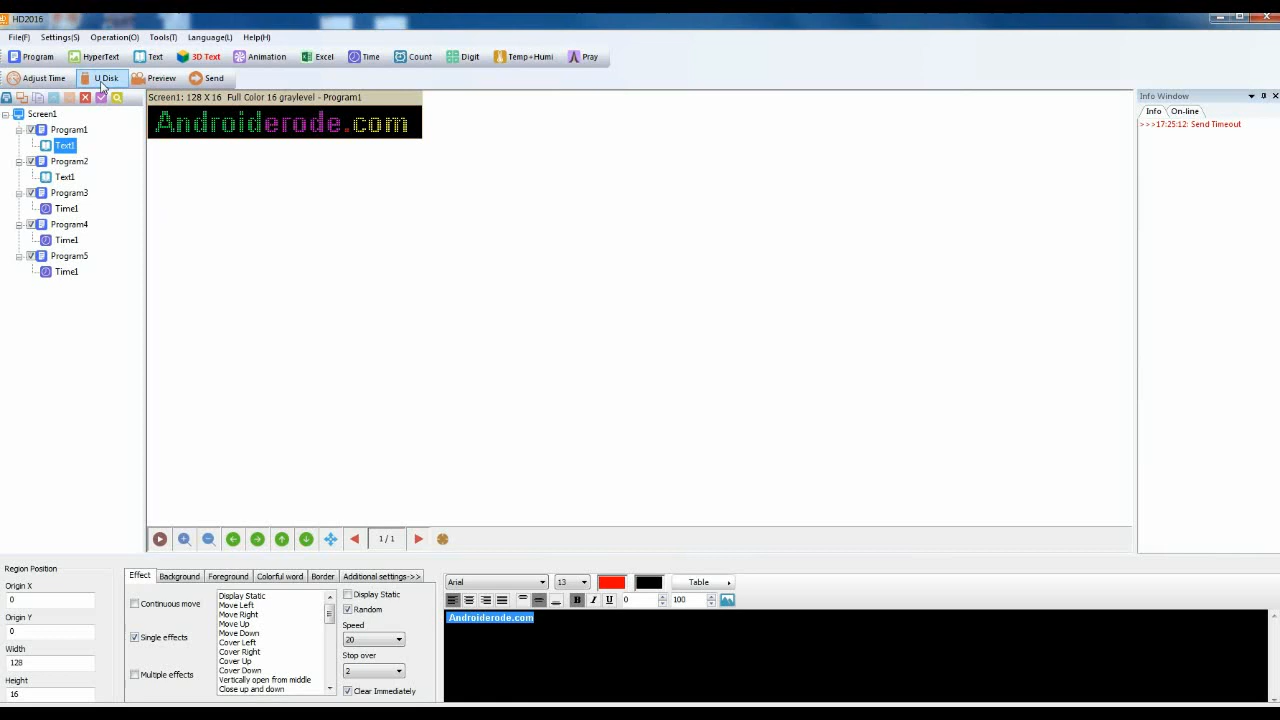 HD2016
File(F) Settings(S) Operation(O) Tools(T) Language(L) Help(H)
Program HyperText Text 3D Text Animation Excel Time Count Digit Temp+Humi Pray
Adjust Time U Disk Preview Send
Screen1
Program1
Text1
Program2
Text1
Program3
Time1
Program4
Time1
Program5
Time1
Screen1: 128 X 16 Full Color 16 graylevel - Program1
Androiderode.com
Info Window
Info On-line
>>>17:25:12: Send Timeout
1 / 1
Region Position
Origin X
0
Origin Y
0
Width
128
Height
16
Effect Background Foreground Colorful word Border Additional settings->>
Continuous move
Single effects
Multiple effects
Display Static
Move Left
Move Right
Move Up
Move Down
Cover Left
Cover Right
Cover Up
Cover Down
Vertically open from middle
Close up and down
Display Static
Random
Speed
20
Stop over
2
Clear Immediately
Arial 13 Table
B I U 0 100
Androiderode.com